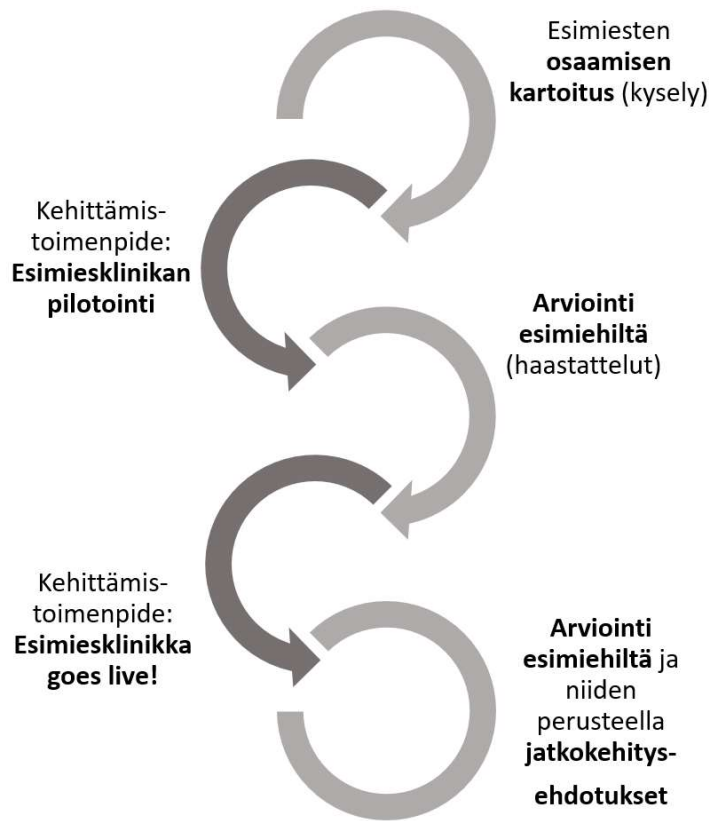 Esimiesten
osaamisen
kartoitus (kysely)
Kehittämis-
toimenpide:
Esimiesklinikan
pilotointi
Arviointi
esimiehiltä
(haastattelut)
Kehittämis-
toimenpide:
Esimiesklinikka
goes live!
Arviointi
esimiehiltä ja
niiden
perusteella
jatkokehitys-
ehdotukset